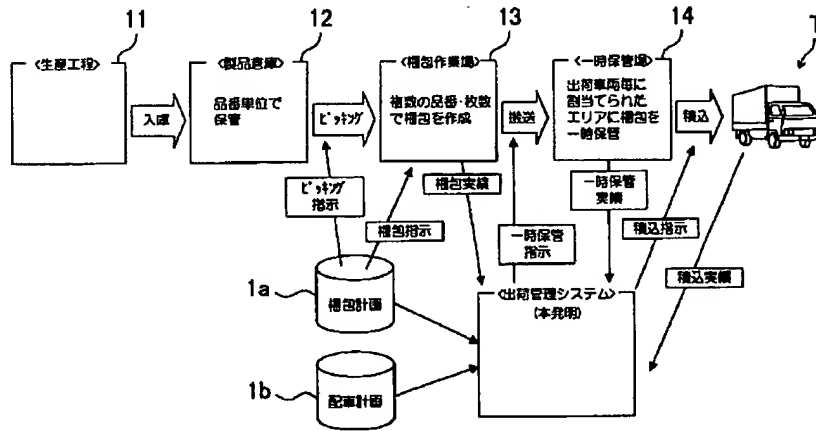 11
12
13
14
T
<生産工程>
<製品倉庫>
<梱包作業場>
<一時保管場>
品番単位で
保管
複数の品番・枚数
で梱包を作成
出荷車両毎に
割当てられた
エリアに梱包を
一時保管
入庫
ピッキング
搬送
積込
ピッキング
指示
梱包指示
梱包実績
一時保管
指示
一時保管
実績
積込指示
積込実績
1a
梱包計画
1b
配車計画
<出荷管理システム>
(本発明)